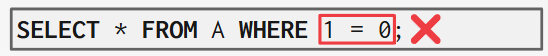 SELECT * FROM A WHERE 1 = 0;